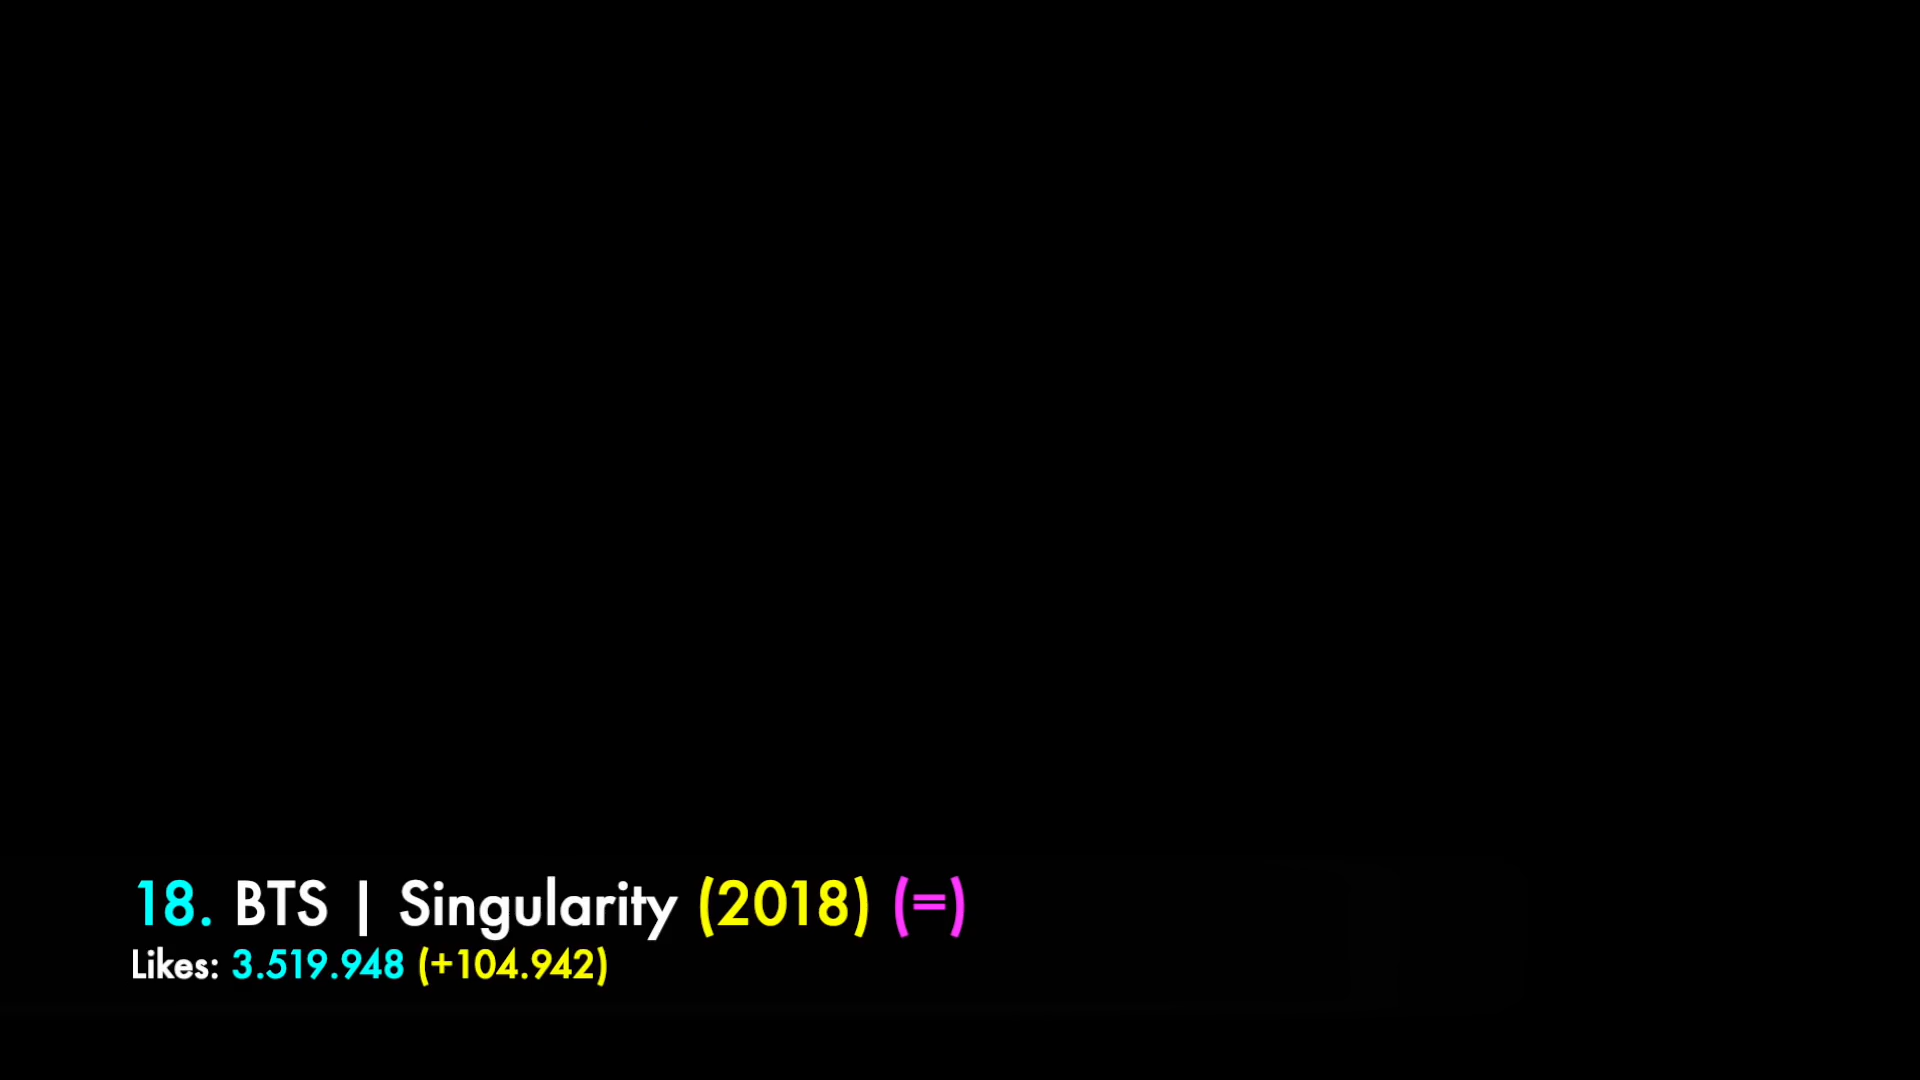 18. BTS | Singularity (2018) (=)
Likes: 3.519.948 (+104.942)